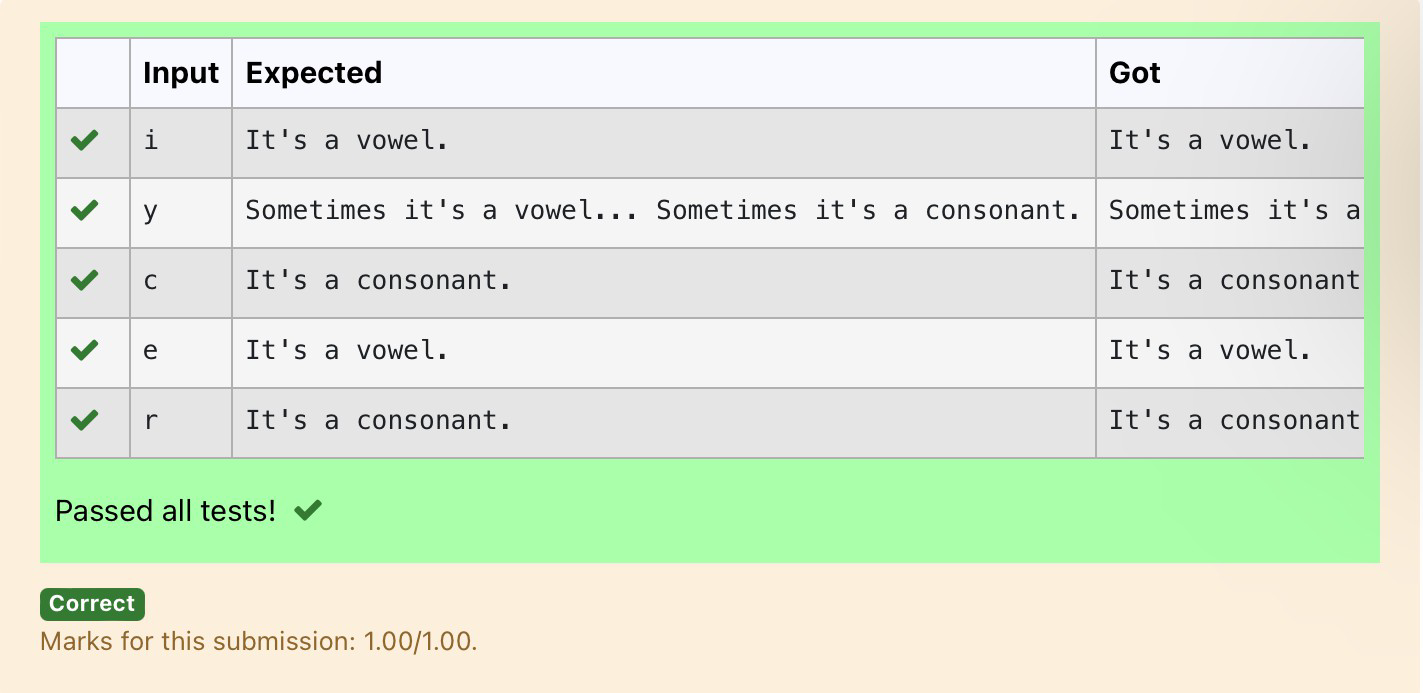 Input Expected Got
i It's a vowel. It's a vowel.
y Sometimes it's a vowel... Sometimes it's a consonant. Sometimes it's a
c It's a consonant. It's a consonant
e It's a vowel. It's a vowel.
r It's a consonant. It's a consonant
Passed all tests!
Correct
Marks for this submission: 1.00/1.00.